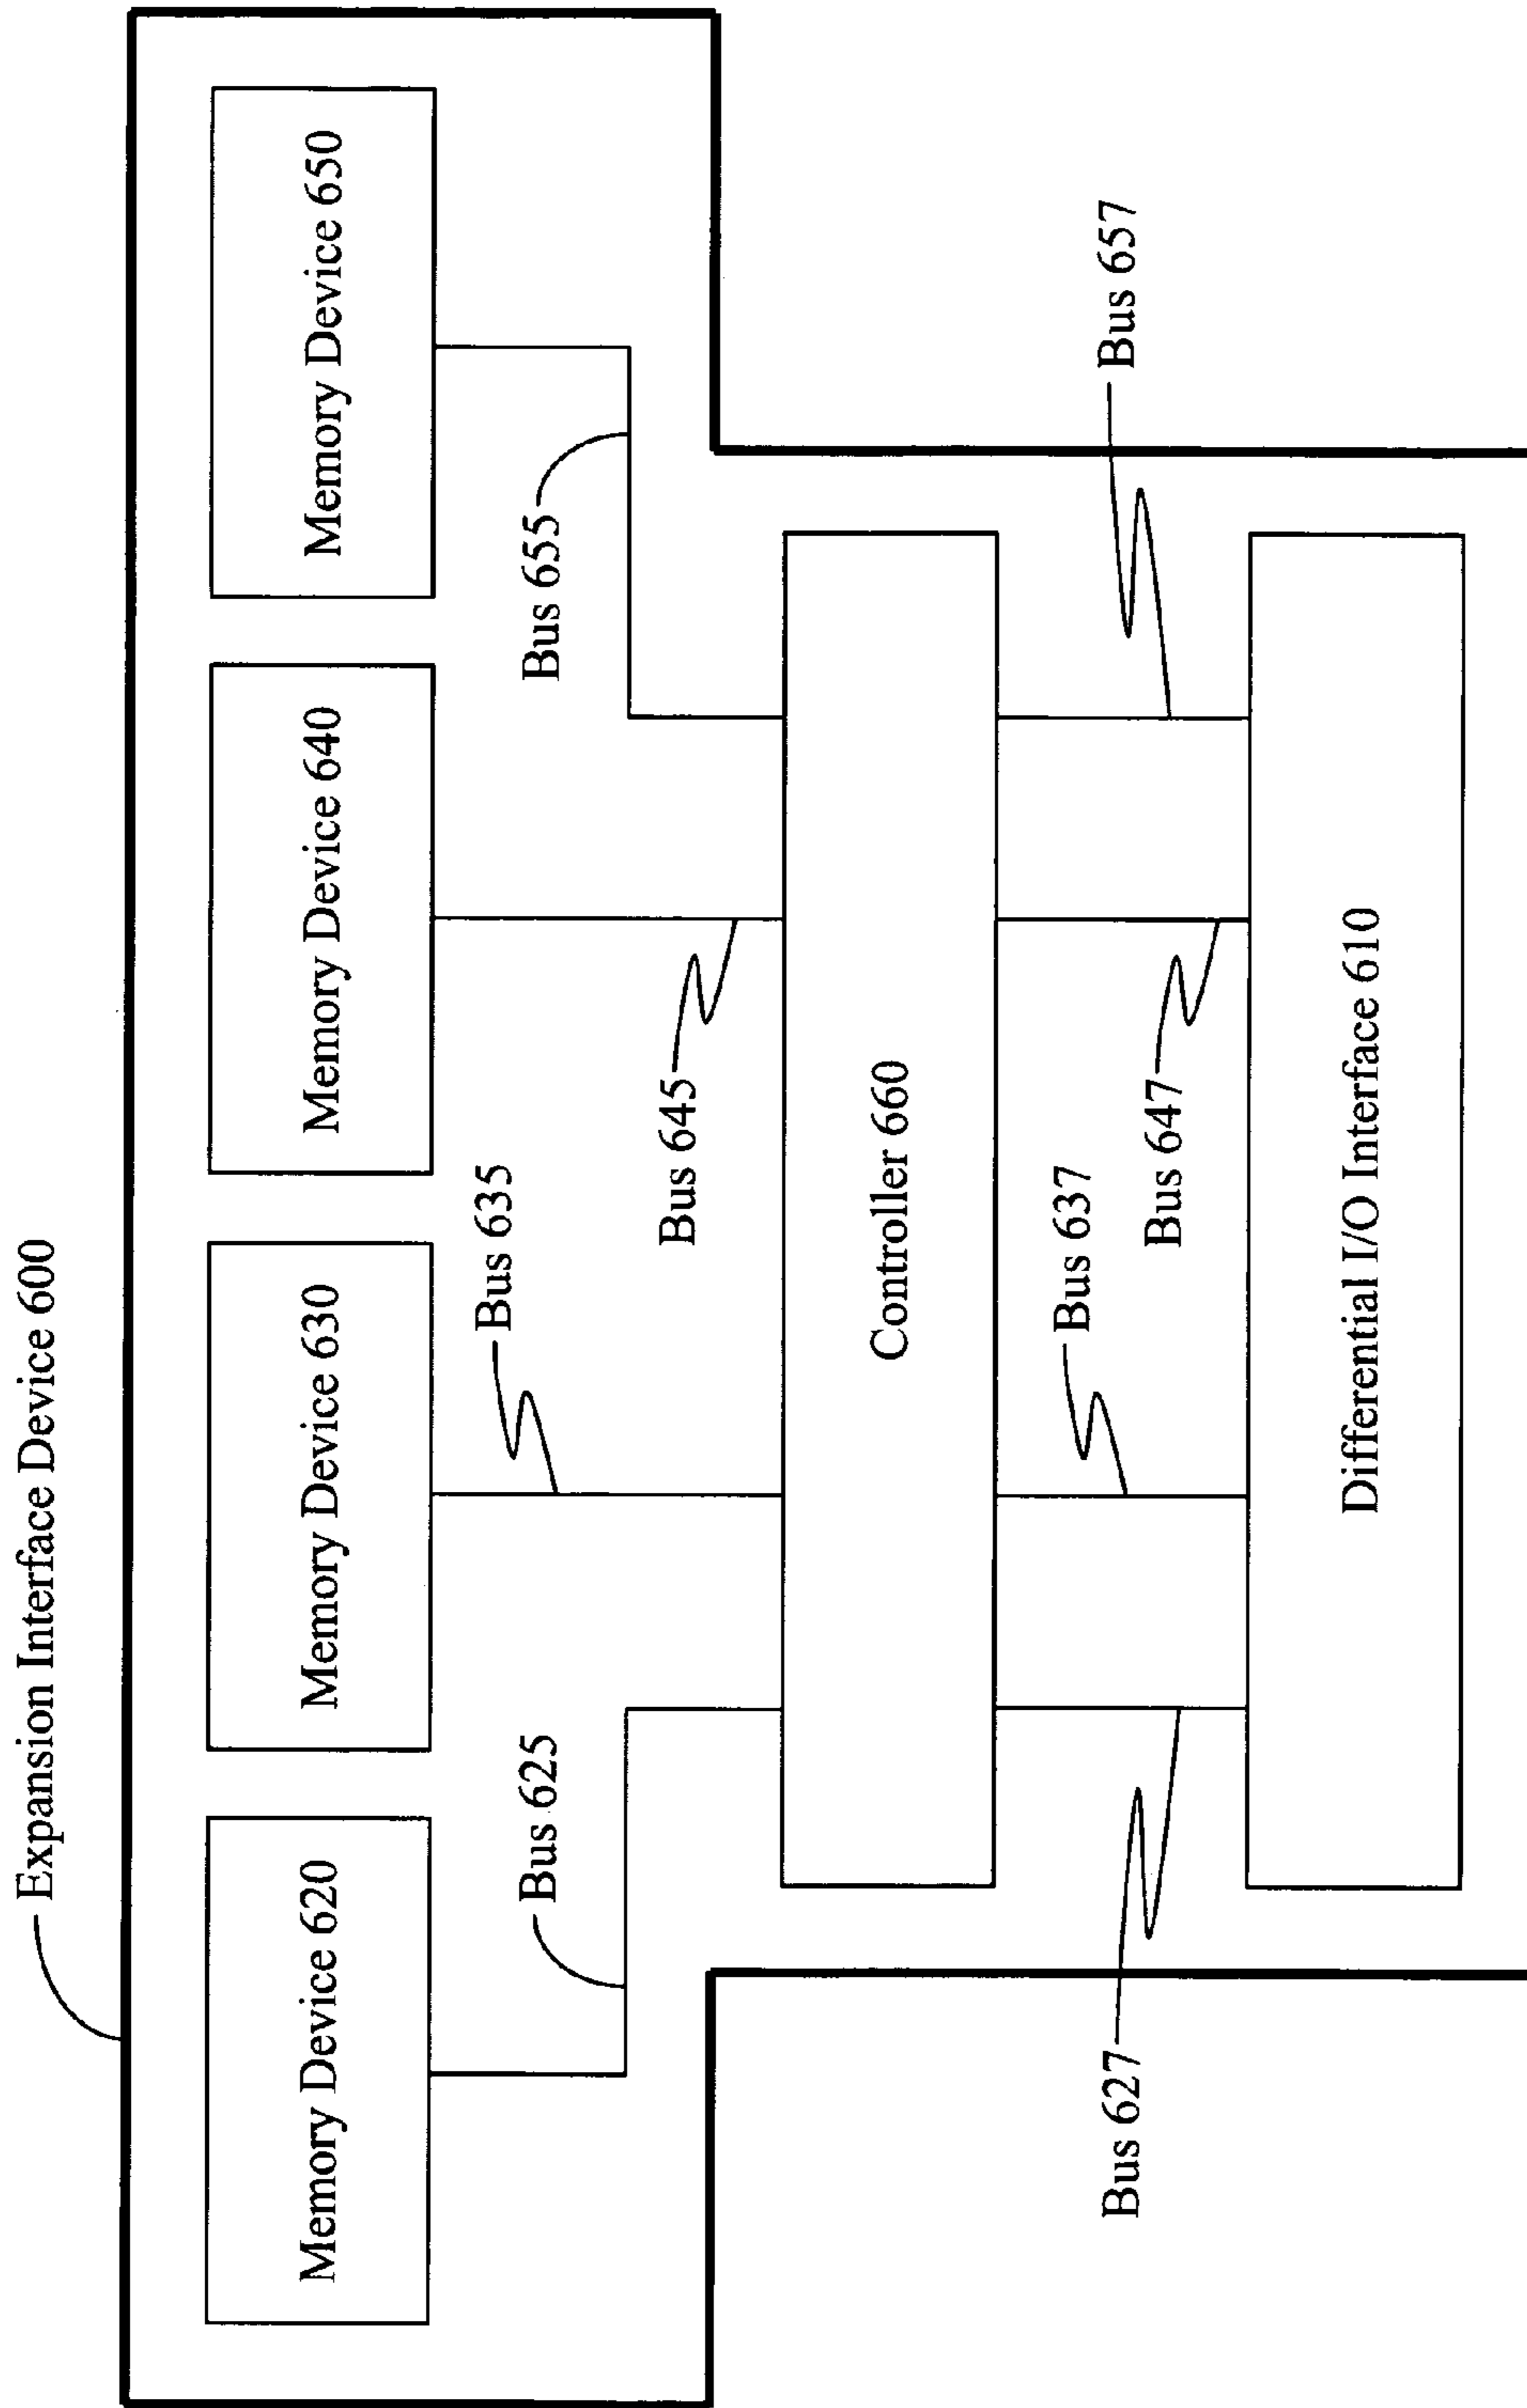 Expansion Interface Device 600
Memory Device 620
Memory Device 630
Memory Device 640
Memory Device 650
Bus 625
Bus 635
Bus 645
Bus 655
Controller 660
Bus 627
Bus 637
Bus 647
Bus 657
Differential I/O Interface 610